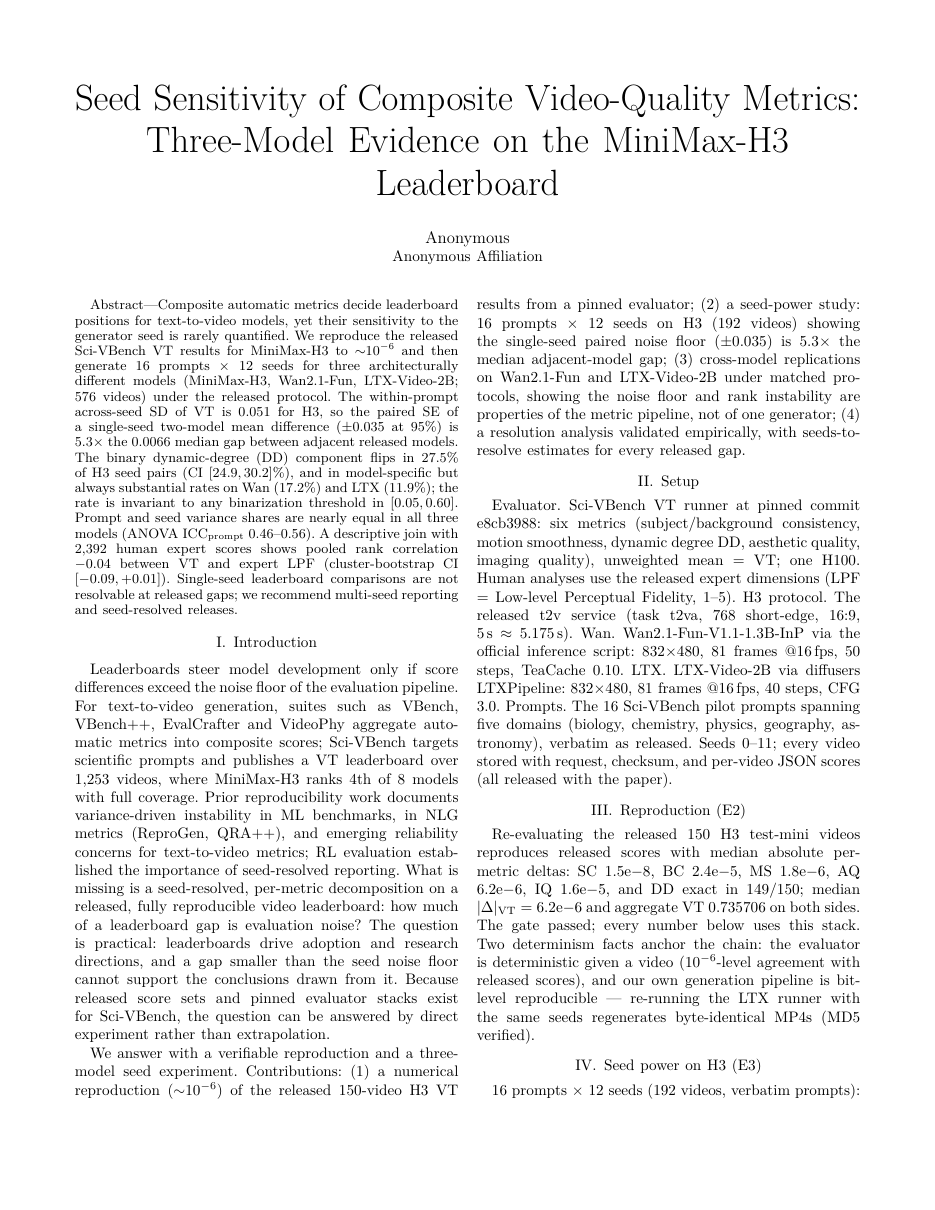 Seed Sensitivity of Composite Video-Quality Metrics:
Three-Model Evidence on the MiniMax-H3
Leaderboard
Anonymous
Anonymous Affiliation
Abstract—Composite automatic metrics decide leaderboard
positions for text-to-video models, yet their sensitivity to the
generator seed is rarely quantified. We reproduce the released
Sci-VBench VT results for MiniMax-H3 to ∼10⁻⁶ and then
generate 16 prompts × 12 seeds for three architecturally
different models (MiniMax-H3, Wan2.1-Fun, LTX-Video-2B;
576 videos) under the released protocol. The within-prompt
across-seed SD of VT is 0.051 for H3, so the paired SE of
a single-seed two-model mean difference (±0.035 at 95%) is
5.3× the 0.0066 median gap between adjacent released models.
The binary dynamic-degree (DD) component flips in 27.5%
of H3 seed pairs (CI [24.9, 30.2]%), and in model-specific but
always substantial rates on Wan (17.2%) and LTX (11.9%); the
rate is invariant to any binarization threshold in [0.05, 0.60].
Prompt and seed variance shares are nearly equal in all three
models (ANOVA ICC_prompt 0.46–0.56). A descriptive join with
2,392 human expert scores shows pooled rank correlation
−0.04 between VT and expert LPF (cluster-bootstrap CI
[−0.09, +0.01]). Single-seed leaderboard comparisons are not
resolvable at released gaps; we recommend multi-seed reporting
and seed-resolved releases.
I. Introduction
Leaderboards steer model development only if score
differences exceed the noise floor of the evaluation pipeline.
For text-to-video generation, suites such as VBench,
VBench++, EvalCrafter and VideoPhy aggregate auto-
matic metrics into composite scores; Sci-VBench targets
scientific prompts and publishes a VT leaderboard over
1,253 videos, where MiniMax-H3 ranks 4th of 8 models
with full coverage. Prior reproducibility work documents
variance-driven instability in ML benchmarks, in NLG
metrics (ReproGen, QRA++), and emerging reliability
concerns for text-to-video metrics; RL evaluation estab-
lished the importance of seed-resolved reporting. What is
missing is a seed-resolved, per-metric decomposition on a
released, fully reproducible video leaderboard: how much
of a leaderboard gap is evaluation noise? The question
is practical: leaderboards drive adoption and research
directions, and a gap smaller than the seed noise floor
cannot support the conclusions drawn from it. Because
released score sets and pinned evaluator stacks exist
for Sci-VBench, the question can be answered by direct
experiment rather than extrapolation.
We answer with a verifiable reproduction and a three-
model seed experiment. Contributions: (1) a numerical
reproduction (∼10⁻⁶) of the released 150-video H3 VT
results from a pinned evaluator; (2) a seed-power study:
16 prompts × 12 seeds on H3 (192 videos) showing
the single-seed paired noise floor (±0.035) is 5.3× the
median adjacent-model gap; (3) cross-model replications
on Wan2.1-Fun and LTX-Video-2B under matched pro-
tocols, showing the noise floor and rank instability are
properties of the metric pipeline, not of one generator; (4)
a resolution analysis validated empirically, with seeds-to-
resolve estimates for every released gap.
II. Setup
Evaluator. Sci-VBench VT runner at pinned commit
e8cb3988: six metrics (subject/background consistency,
motion smoothness, dynamic degree DD, aesthetic quality,
imaging quality), unweighted mean = VT; one H100.
Human analyses use the released expert dimensions (LPF
= Low-level Perceptual Fidelity, 1–5). H3 protocol. The
released t2v service (task t2va, 768 short-edge, 16:9,
5 s ≈ 5.175 s). Wan. Wan2.1-Fun-V1.1-1.3B-InP via the
official inference script: 832×480, 81 frames @16 fps, 50
steps, TeaCache 0.10. LTX. LTX-Video-2B via diffusers
LTXPipeline: 832×480, 81 frames @16 fps, 40 steps, CFG
3.0. Prompts. The 16 Sci-VBench pilot prompts spanning
five domains (biology, chemistry, physics, geography, as-
tronomy), verbatim as released. Seeds 0–11; every video
stored with request, checksum, and per-video JSON scores
(all released with the paper).
III. Reproduction (E2)
Re-evaluating the released 150 H3 test-mini videos
reproduces released scores with median absolute per-
metric deltas: SC 1.5e−8, BC 2.4e−5, MS 1.8e−6, AQ
6.2e−6, IQ 1.6e−5, and DD exact in 149/150; median
|Δ|VT = 6.2e−6 and aggregate VT 0.735706 on both sides.
The gate passed; every number below uses this stack.
Two determinism facts anchor the chain: the evaluator
is deterministic given a video (10⁻⁶-level agreement with
released scores), and our own generation pipeline is bit-
level reproducible — re-running the LTX runner with
the same seeds regenerates byte-identical MP4s (MD5
verified).
IV. Seed power on H3 (E3)
16 prompts × 12 seeds (192 videos, verbatim prompts):